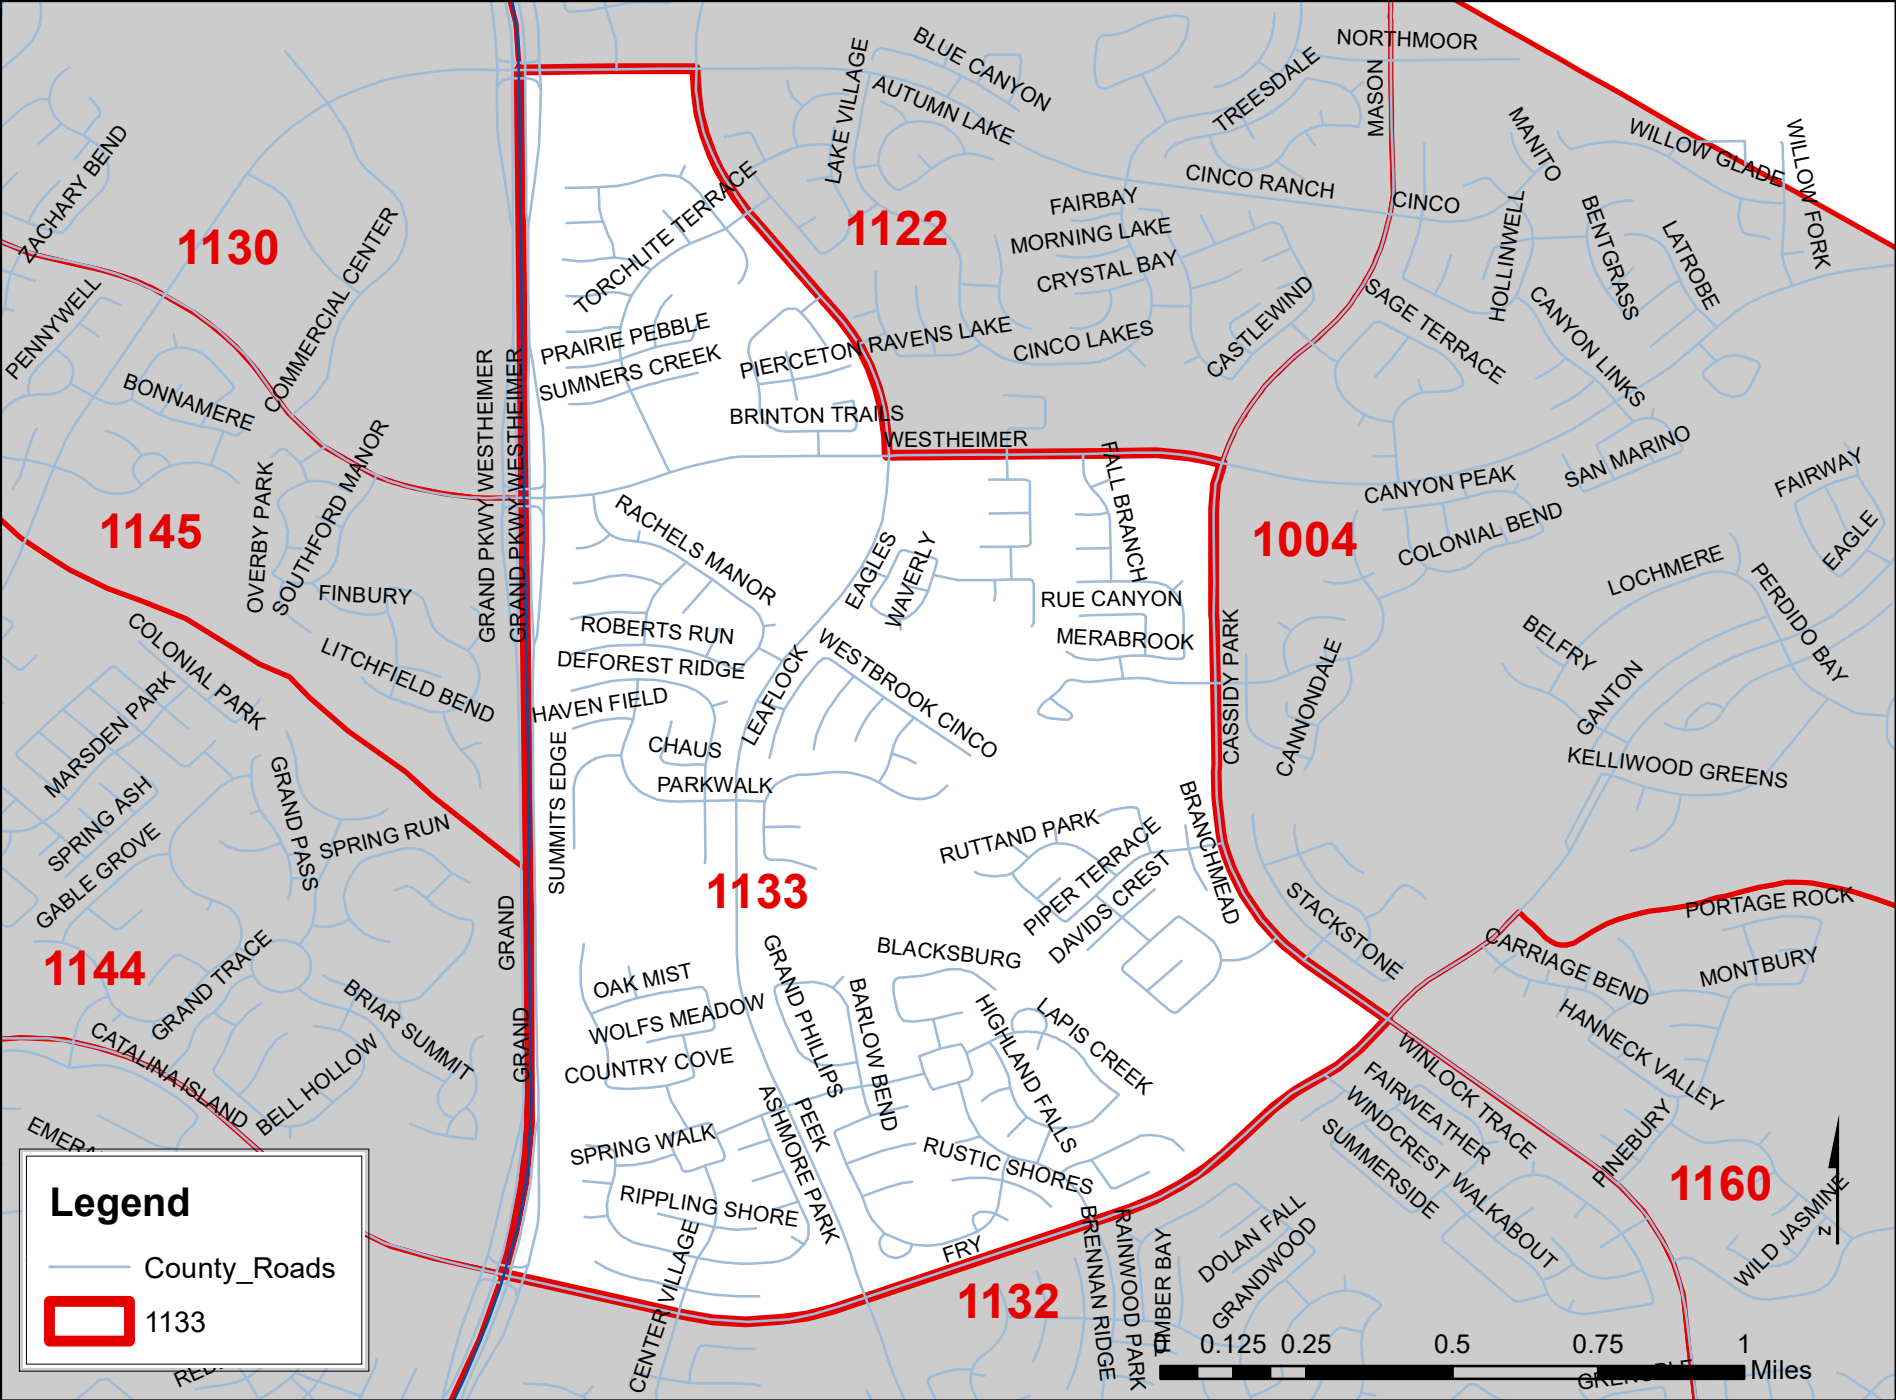 NORTHMOOR
BLUE CANYON
LAKE VILLAGE
AUTUMN LAKE
TREESDALE
MASON
MANITO
WILLOW GLADE
WILLOW FORK
ZACHARY BEND
1130
COMMERCIAL CENTER
TORCHLITE TERRACE
1122
FAIRBAY
MORNING LAKE
CRYSTAL BAY
CINCO RANCH
CINCO
HOLLINWELL
BENTGRASS
LATROBE
PENNYWELL
BONNAMERE
PRAIRIE PEBBLE
SUMNERS CREEK
PIERCETON
RAVENS LAKE
CINCO LAKES
CASTLEWIND
SAGE TERRACE
CANYON LINKS
BRINTON TRAILS
WESTHEIMER
GRAND PKWY WESTHEIMER
GRAND PKWY WESTHEIMER
1145
OVERBY PARK
SOUTHFORD MANOR
FINBURY
LITCHFIELD BEND
COLONIAL PARK
RACHELS MANOR
EAGLES
WAVERLY
FALL BRANCH
RUE CANYON
MERABROOK
1004
CANYON PEAK
SAN MARINO
COLONIAL BEND
FAIRWAY
EAGLE
LOCHMERE
PERDIDO BAY
BELFRY
GANTON
KELLIWOOD GREENS
CANNONDALE
CASSIDY PARK
ROBERTS RUN
DEFOREST RIDGE
HAVEN FIELD
CHAUS
PARKWALK
LEAFLOCK
WESTBROOK CINCO
SUMMITS EDGE
MARSDEN PARK
SPRING ASH
GABLE GROVE
GRAND PASS
SPRING RUN
1133
RUTTAND PARK
PIPER TERRACE
DAVIDS CREST
BRANCHMEAD
STACKSTONE
PORTAGE ROCK
CARRIAGE BEND
MONTBURY
HANNECK VALLEY
1144
GRAND TRACE
BRIAR SUMMIT
CATALINA ISLAND
BELL HOLLOW
GRAND
GRAND
OAK MIST
WOLFS MEADOW
COUNTRY COVE
GRAND PHILLIPS
BARLOW BEND
BLACKSBURG
HIGHLAND FALLS
LAPIS CREEK
SPRING WALK
RIPPLING SHORE
ASHMORE PARK
PEEK
RUSTIC SHORES
FRY
CENTER VILLAGE
WINLOCK TRACE
FAIRWEATHER
WINDCREST WALKABOUT
SUMMERSIDE
PINEBURY
1160
WILD JASMINE
1132
BRENNAN RIDGE
RAINWOOD PARK
TIMBER BAY
DOLAN FALL
GRANDWOOD
Legend
County_Roads
1133
0 0.125 0.25 0.5 0.75 1
Miles
N